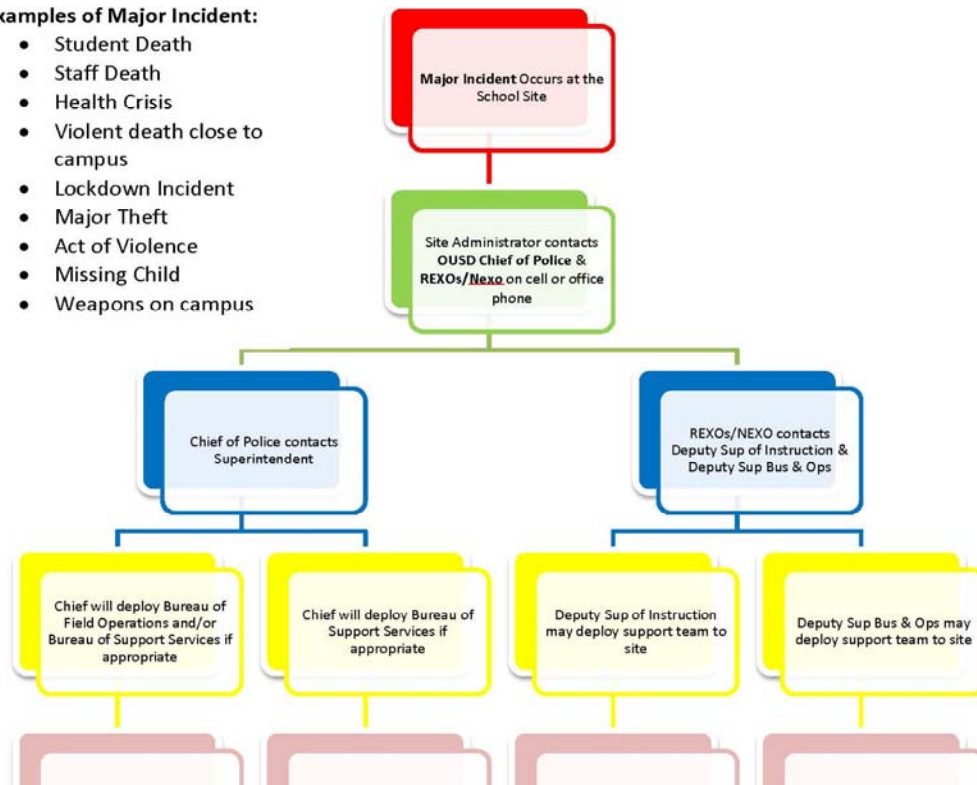 xamples of Major Incident:
• Student Death
• Staff Death
• Health Crisis
• Violent death close to
campus
• Lockdown Incident
• Major Theft
• Act of Violence
• Missing Child
• Weapons on campus
Major Incident Occurs at the
School Site
Site Administrator contacts
OUSD Chief of Police &
REXOs/Nexo on cell or office
phone
Chief of Police contacts
Superintendent
REXOs/NEXO contacts
Deputy Sup of Instruction &
Deputy Sup Bus & Ops
Chief will deploy Bureau of
Field Operations and/or
Bureau of Support Services if
appropriate
Chief will deploy Bureau of
Support Services if
appropriate
Deputy Sup of Instruction
may deploy support team to
site
Deputy Sup Bus & Ops may
deploy support team to site